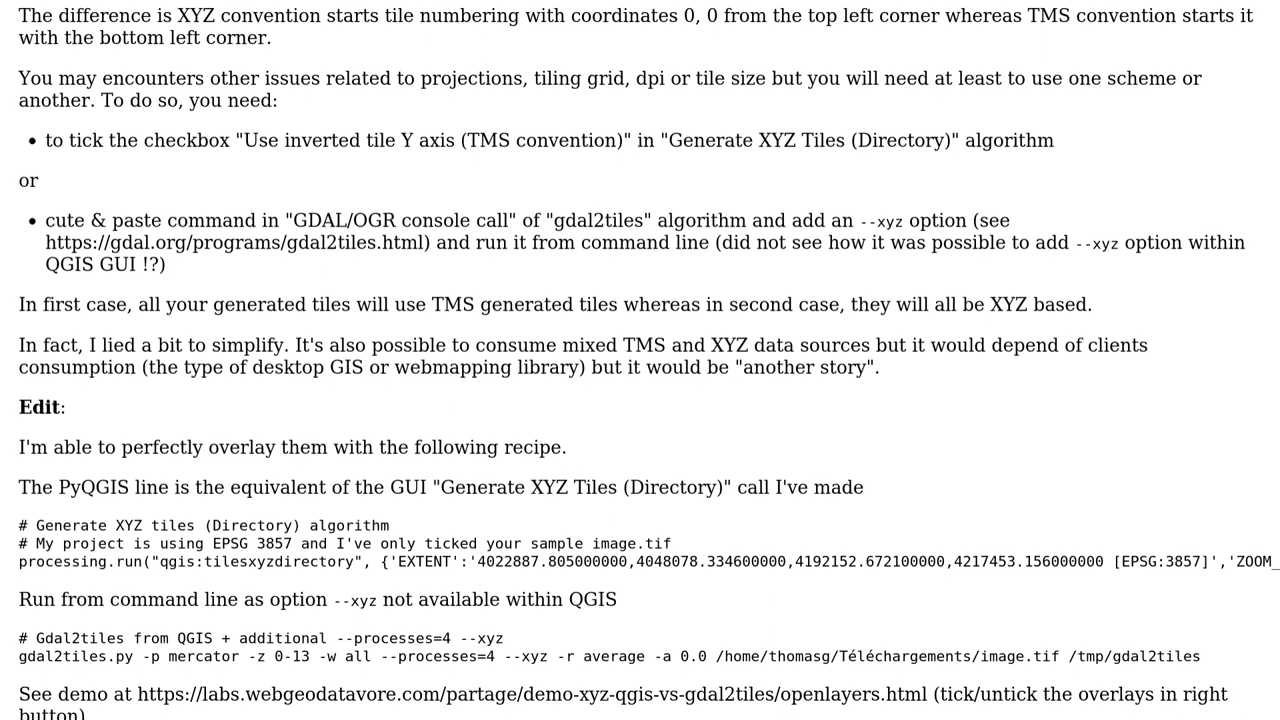 The difference is XYZ convention starts tile numbering with coordinates 0, 0 from the top left corner whereas TMS convention starts it
with the bottom left corner.
You may encounters other issues related to projections, tiling grid, dpi or tile size but you will need at least to use one scheme or
another. To do so, you need:
• to tick the checkbox "Use inverted tile Y axis (TMS convention)" in "Generate XYZ Tiles (Directory)" algorithm
or
• cute & paste command in "GDAL/OGR console call" of "gdal2tiles" algorithm and add an --xyz option (see
https://gdal.org/programs/gdal2tiles.html) and run it from command line (did not see how it was possible to add --xyz option within
QGIS GUI !?)
In first case, all your generated tiles will use TMS generated tiles whereas in second case, they will all be XYZ based.
In fact, I lied a bit to simplify. It's also possible to consume mixed TMS and XYZ data sources but it would depend of clients
consumption (the type of desktop GIS or webmapping library) but it would be "another story".
Edit:
I'm able to perfectly overlay them with the following recipe.
The PyQGIS line is the equivalent of the GUI "Generate XYZ Tiles (Directory)" call I've made
# Generate XYZ tiles (Directory) algorithm
# My project is using EPSG 3857 and I've only ticked your sample image.tif
processing.run("qgis:tilesxyzdirectory", {'EXTENT':'4022887.805000000,4048078.334600000,4192152.672100000,4217453.156000000 [EPSG:3857]','ZOOM_
Run from command line as option --xyz not available within QGIS
# Gdal2tiles from QGIS + additional --processes=4 --xyz
gdal2tiles.py -p mercator -z 0-13 -w all --processes=4 --xyz -r average -a 0.0 /home/thomasg/Téléchargements/image.tif /tmp/gdal2tiles
See demo at https://labs.webgeodatavore.com/partage/demo-xyz-qgis-vs-gdal2tiles/openlayers.html (tick/untick the overlays in right
button)